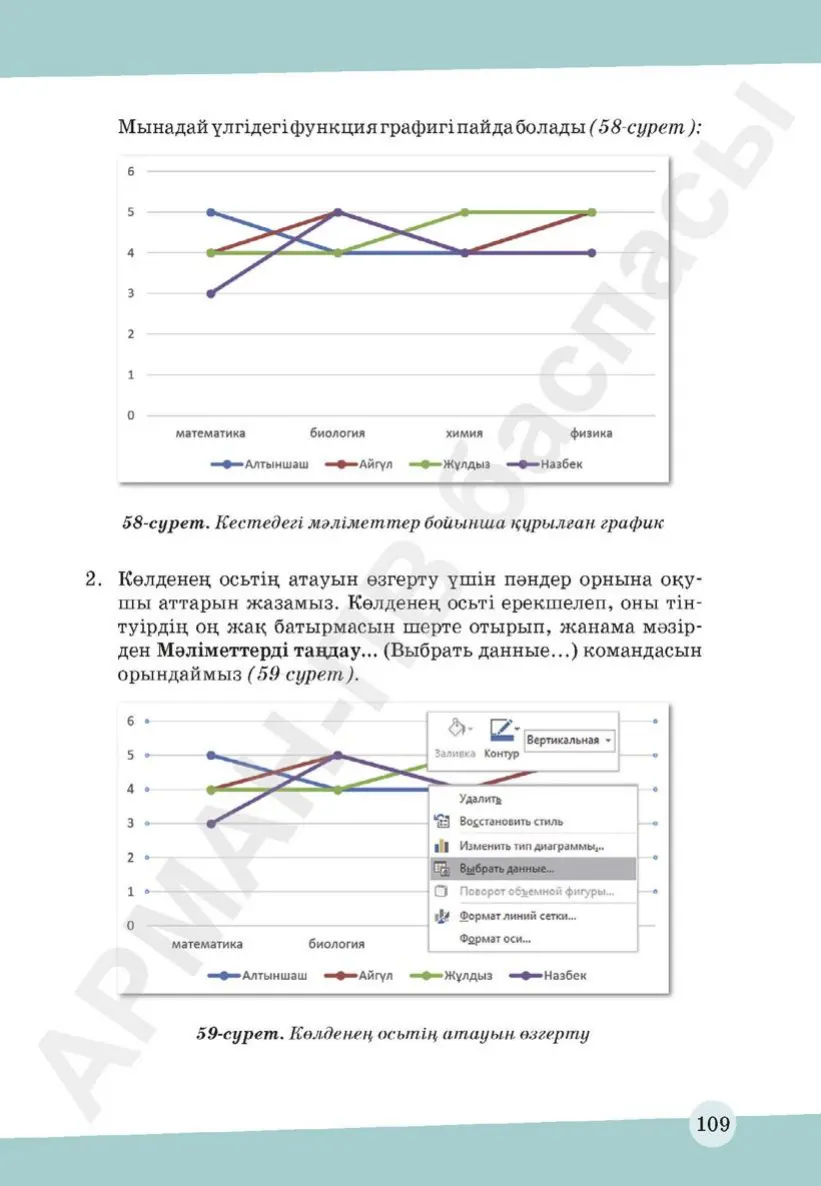 Мынадай үлгідегі функция графигі пайда болады (58-сурет):
6
5
4
3
2
1
0
математика биология химия физика
Алтыншаш Айгүл Жұлдыз Назбек
58-сурет. Кестедегі мәліметтер бойынша құрылған график
2. Көлденең осьтің атауын өзгерту үшін пәндер орнына оқу-
шы аттарын жазамыз. Көлденең осьті ерекшелеп, оны тін-
туірдің оң жақ батырмасын шерте отырып, жанама мәзір-
ден Мәліметтерді таңдау... (Выбрать данные...) командасын
орындаймыз (59 сурет).
6
5
4
3
2
1
0
Заливка Контур Вертикальная
Удалить
Восстановить стиль
Изменить тип диаграммы...
Выбрать данные...
Поворот объемной фигуры...
Формат линий сетки...
Формат оси...
математика биология
Алтыншаш Айгүл Жұлдыз Назбек
59-сурет. Көлденең осьтің атауын өзгерту
109
АРМАН-ПВ баспасы